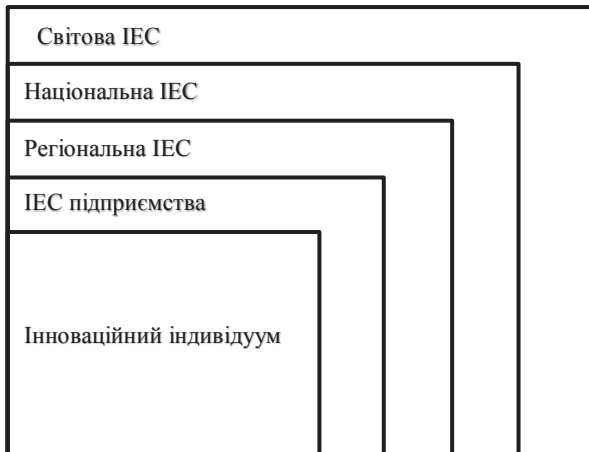 Світова ІЕС
Національна ІЕС
Регіональна ІЕС
ІЕС підприємства
Інноваційний індивідуум